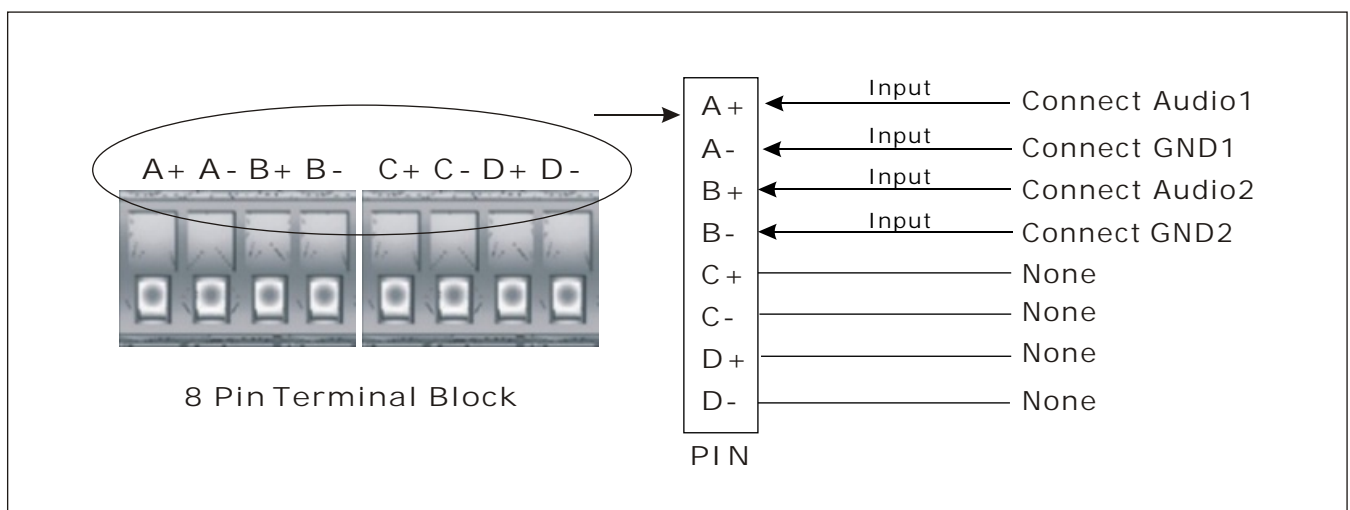 A+ A- B+ B- C+ C- D+ D-
8 Pin Terminal Block
A+ Input Connect Audio1
A- Input Connect GND1
B+ Input Connect Audio2
B- Input Connect GND2
C+ None
C- None
D+ None
D- None
PIN